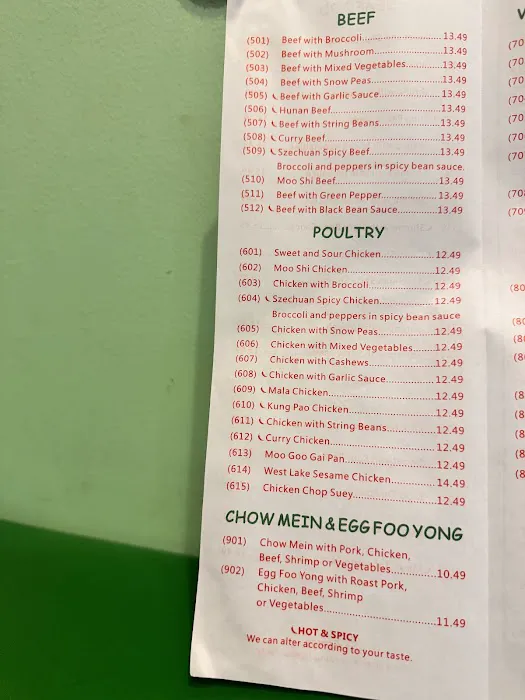 BEEF
(501) Beef with Broccoli.....13.49
(502) Beef with Mushroom.....13.49
(503) Beef with Mixed Vegetables.....13.49
(504) Beef with Snow Peas.....13.49
(505) Beef with Garlic Sauce.....13.49
(506) Hunan Beef.....13.49
(507) Beef with String Beans.....13.49
(508) Curry Beef.....13.49
(509) Szechuan Spicy Beef.....13.49
Broccoli and peppers in spicy bean sauce.
(510) Moo Shi Beef.....13.49
(511) Beef with Green Pepper.....13.49
(512) Beef with Black Bean Sauce.....13.49
POULTRY
(601) Sweet and Sour Chicken.....12.49
(602) Moo Shi Chicken.....12.49
(603) Chicken with Broccoli.....12.49
(604) Szechuan Spicy Chicken.....12.49
Broccoli and peppers in spicy bean sauce
(605) Chicken with Snow Peas.....12.49
(606) Chicken with Mixed Vegetables.....12.49
(607) Chicken with Cashews.....12.49
(608) Chicken with Garlic Sauce.....12.49
(609) Mala Chicken.....12.49
(610) Kung Pao Chicken.....12.49
(611) Chicken with String Beans.....12.49
(612) Curry Chicken.....12.49
(613) Moo Goo Gai Pan.....12.49
(614) West Lake Sesame Chicken.....14.49
(615) Chicken Chop Suey.....12.49
CHOW MEIN & EGG FOO YONG
(901) Chow Mein with Pork, Chicken,
Beef, Shrimp or Vegetables.....10.49
(902) Egg Foo Yong with Roast Pork,
Chicken, Beef, Shrimp
or Vegetables.....11.49
HOT & SPICY
We can alter according to your taste.